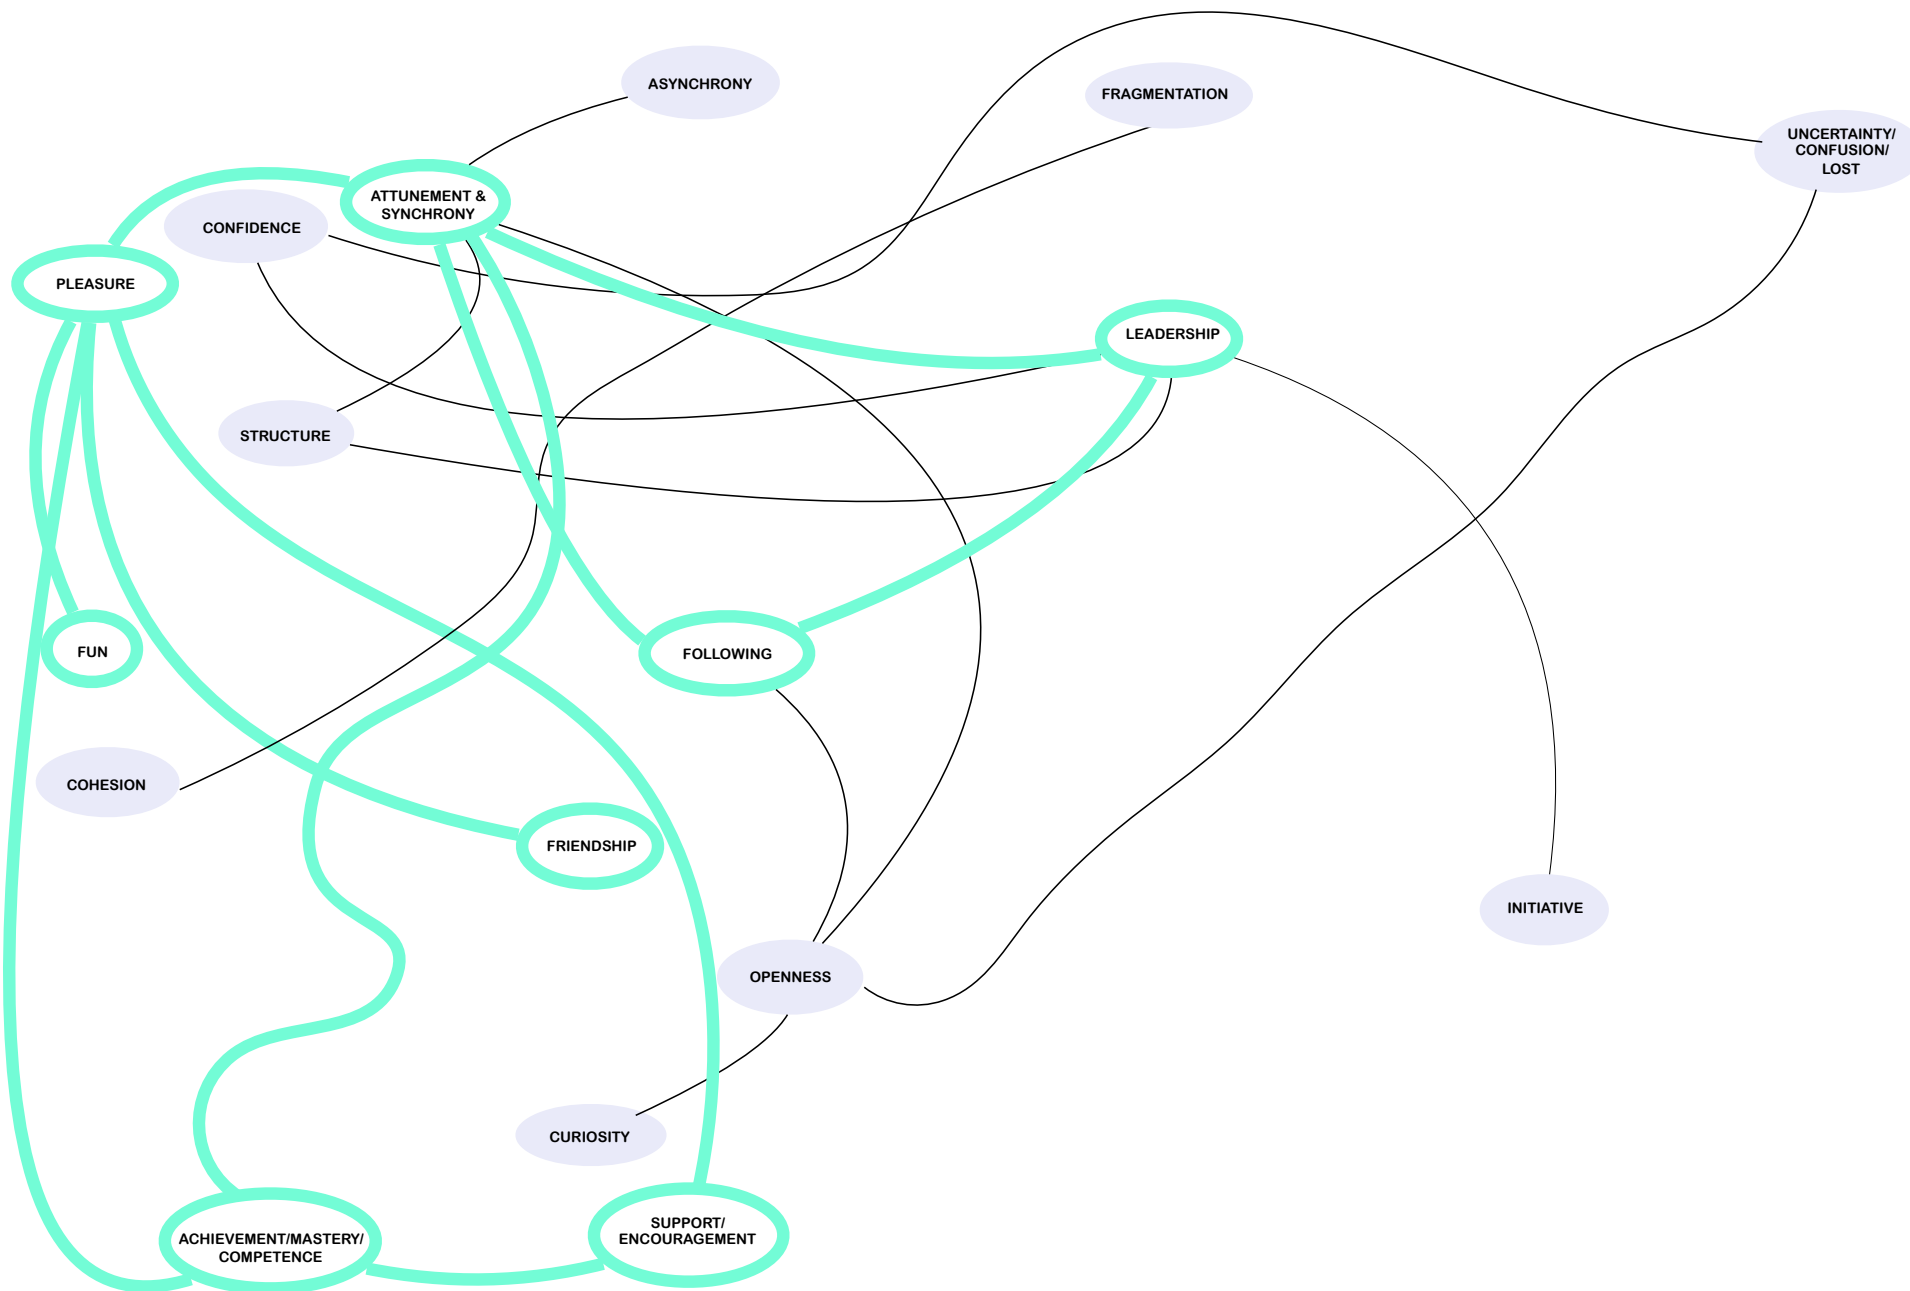 ASYNCHRONY
FRAGMENTATION
UNCERTAINTY/
CONFUSION/
LOST
ATTUNEMENT &
SYNCHRONY
CONFIDENCE
PLEASURE
LEADERSHIP
STRUCTURE
FUN
FOLLOWING
COHESION
FRIENDSHIP
INITIATIVE
OPENNESS
CURIOSITY
ACHIEVEMENT/MASTERY/
COMPETENCE
SUPPORT/
ENCOURAGEMENT